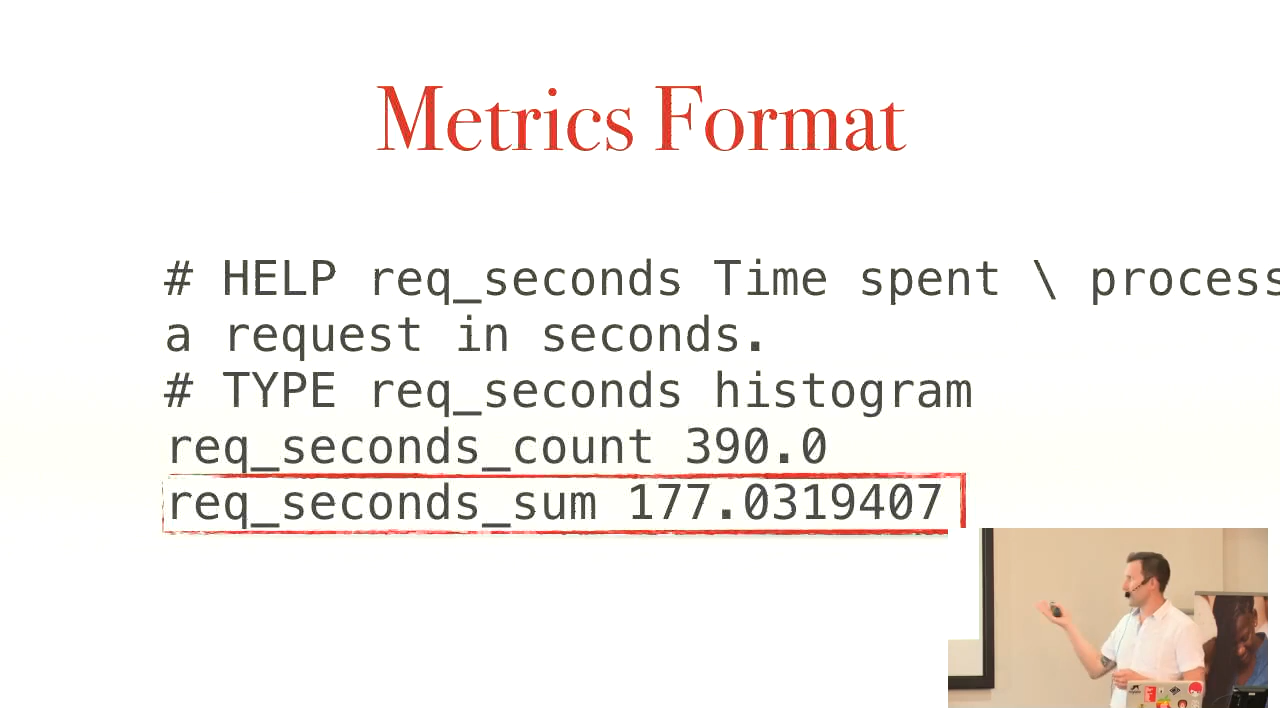 Metrics Format
# HELP req_seconds Time spent \ process
a request in seconds.
# TYPE req_seconds histogram
req_seconds_count 390.0
req_seconds_sum 177.0319407